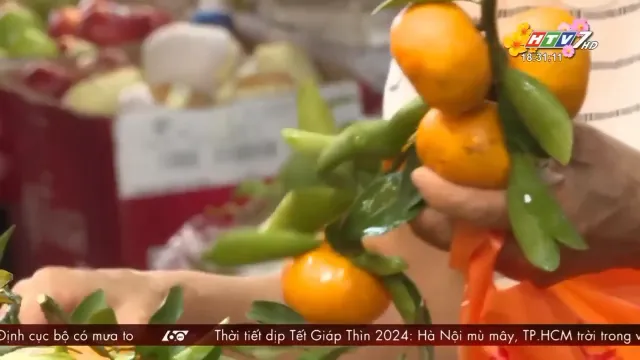 HTV7 HD
18:31:11
Định cục bộ có mưa to 60 Thời tiết dịp Tết Giáp Thìn 2024: Hà Nội mù mây, TP.HCM trời trong v